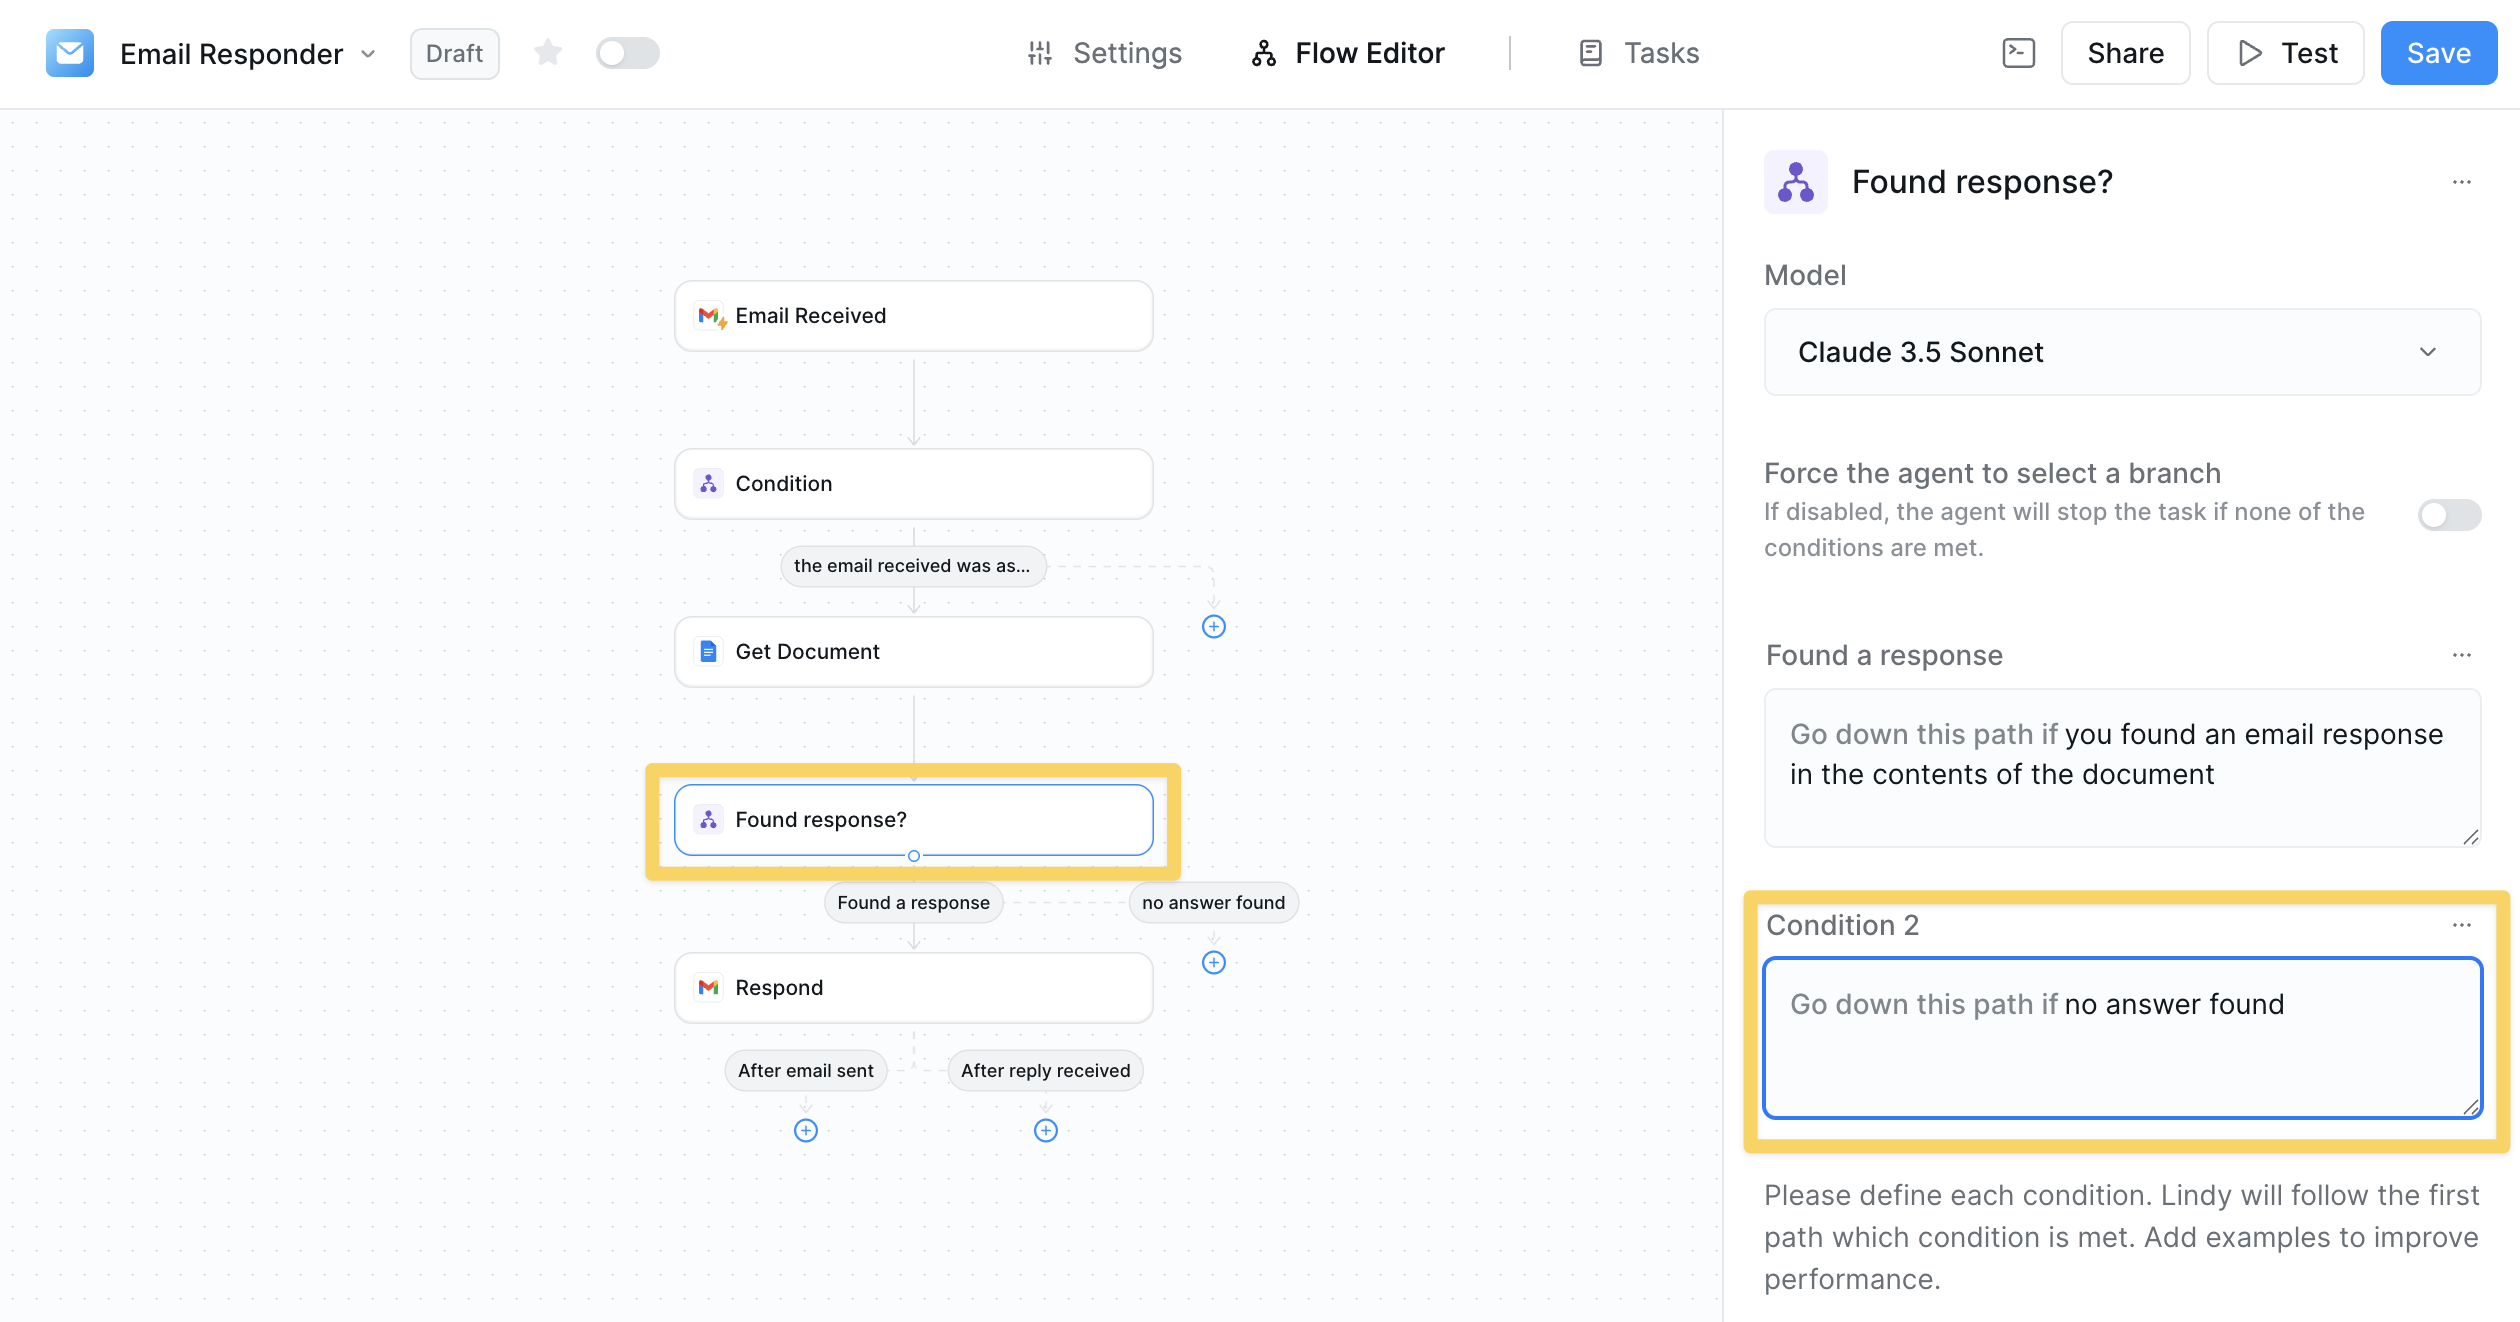 Email Responder
Draft
Settings
Flow Editor
Tasks
Share
Test
Save
Email Received
Condition
the email received was as...
Get Document
Found response?
Found a response
no answer found
Respond
After email sent
After reply received
Found response?
Model
Claude 3.5 Sonnet
Force the agent to select a branch
If disabled, the agent will stop the task if none of the
conditions are met.
Found a response
Go down this path if you found an email response
in the contents of the document
Condition 2
Go down this path if no answer found
Please define each condition. Lindy will follow the first
path which condition is met. Add examples to improve
performance.